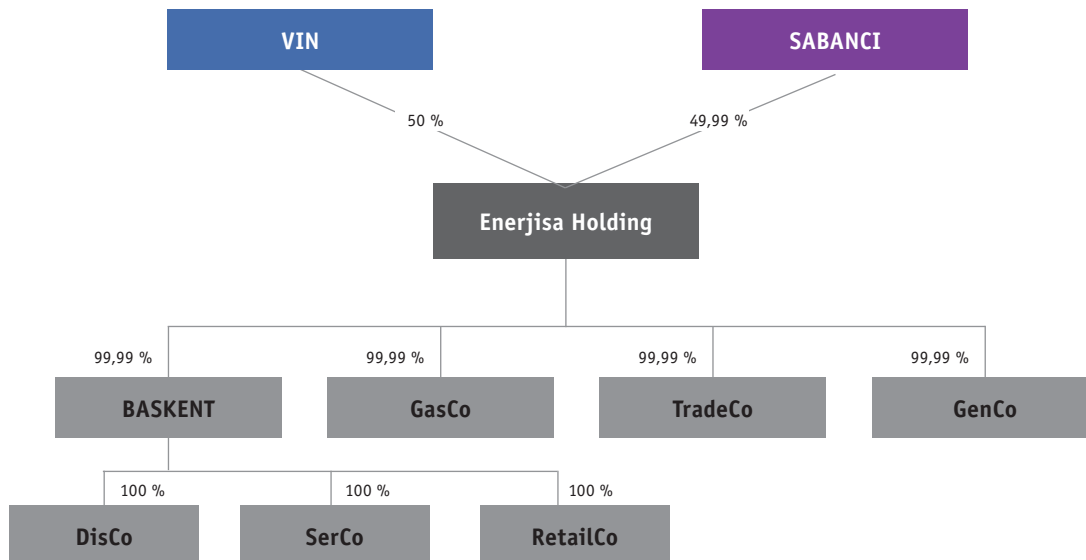 VIN
SABANCI
50 %
49,99 %
Enerjisa Holding
99,99 %
99,99 %
99,99 %
99,99 %
BASKENT
GasCo
TradeCo
GenCo
100 %
100 %
100 %
DisCo
SerCo
RetailCo